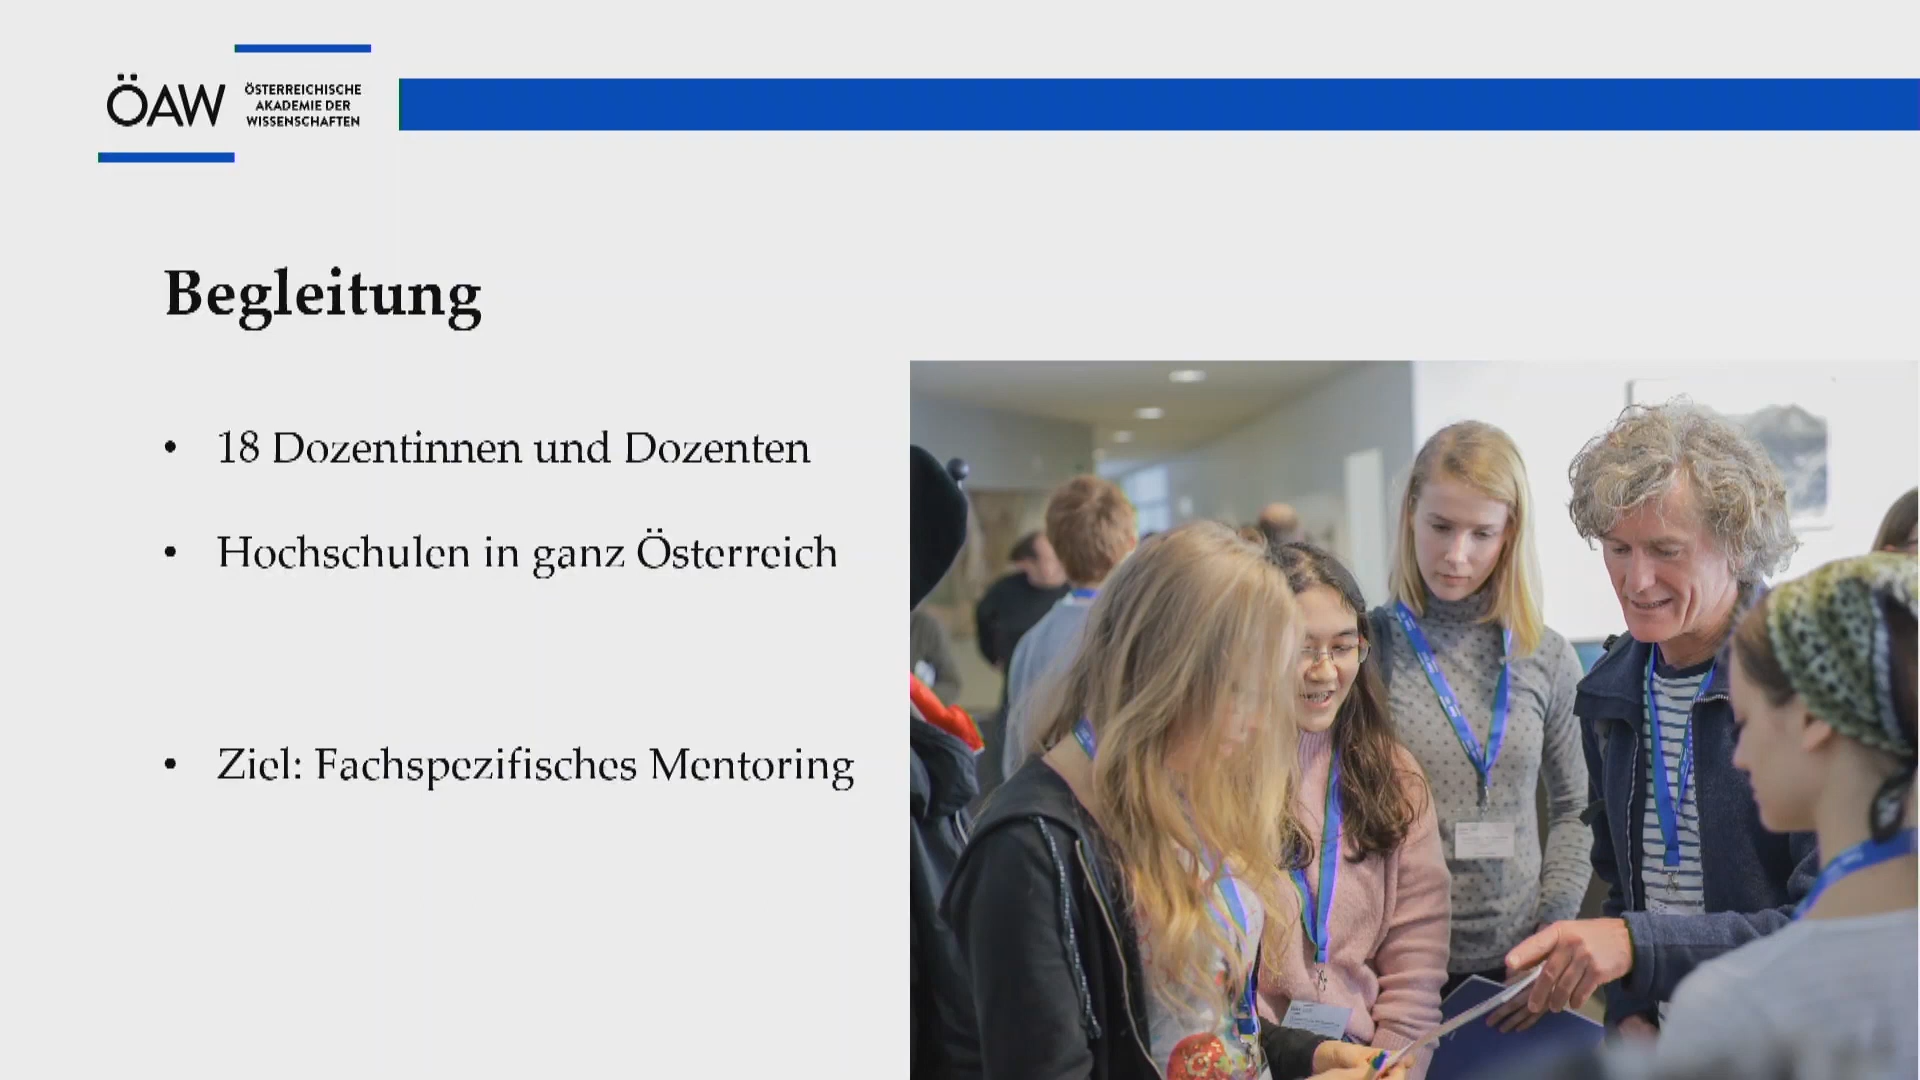 ÖAW
ÖSTERREICHISCHE
AKADEMIE DER
WISSENSCHAFTEN
Begleitung
• 18 Dozentinnen und Dozenten
• Hochschulen in ganz Österreich
• Ziel: Fachspezifisches Mentoring